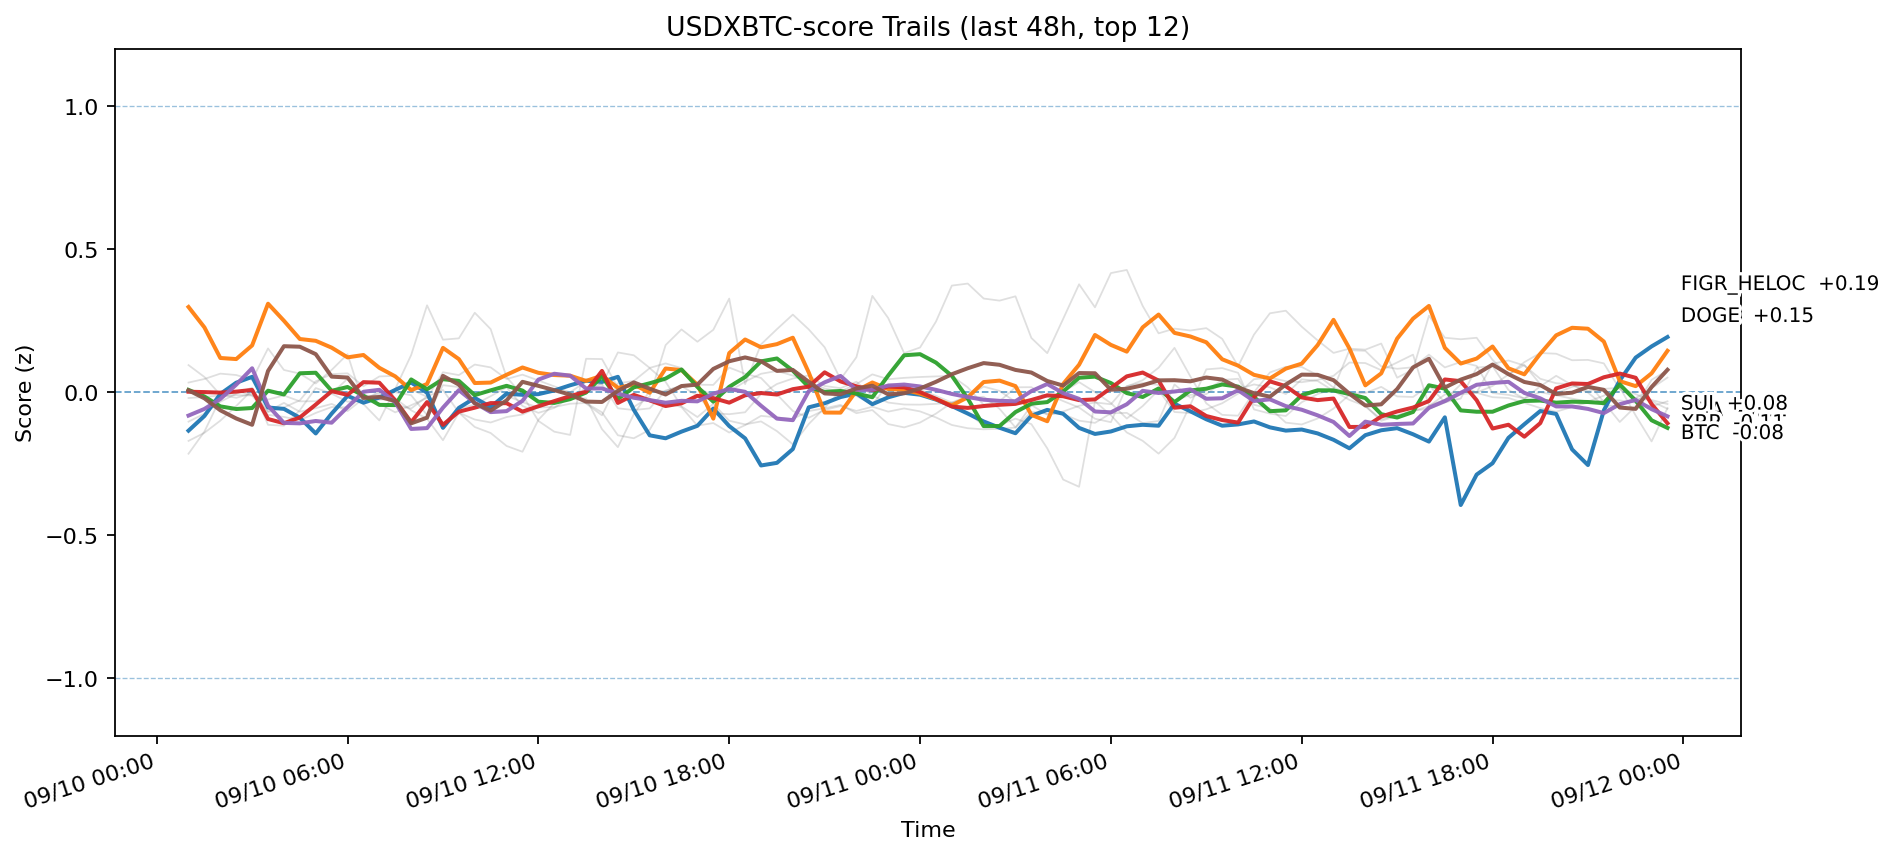 USDXBTC-score Trails (last 48h, top 12)
Score (z)
1.0
0.5
0.0
−0.5
−1.0
FIGR_HELOC +0.19
DOGE +0.15
SUI +0.08
BTC -0.08
09/10 00:00
09/10 06:00
09/10 12:00
09/10 18:00
09/11 00:00
09/11 06:00
09/11 12:00
09/11 18:00
09/12 00:00
Time